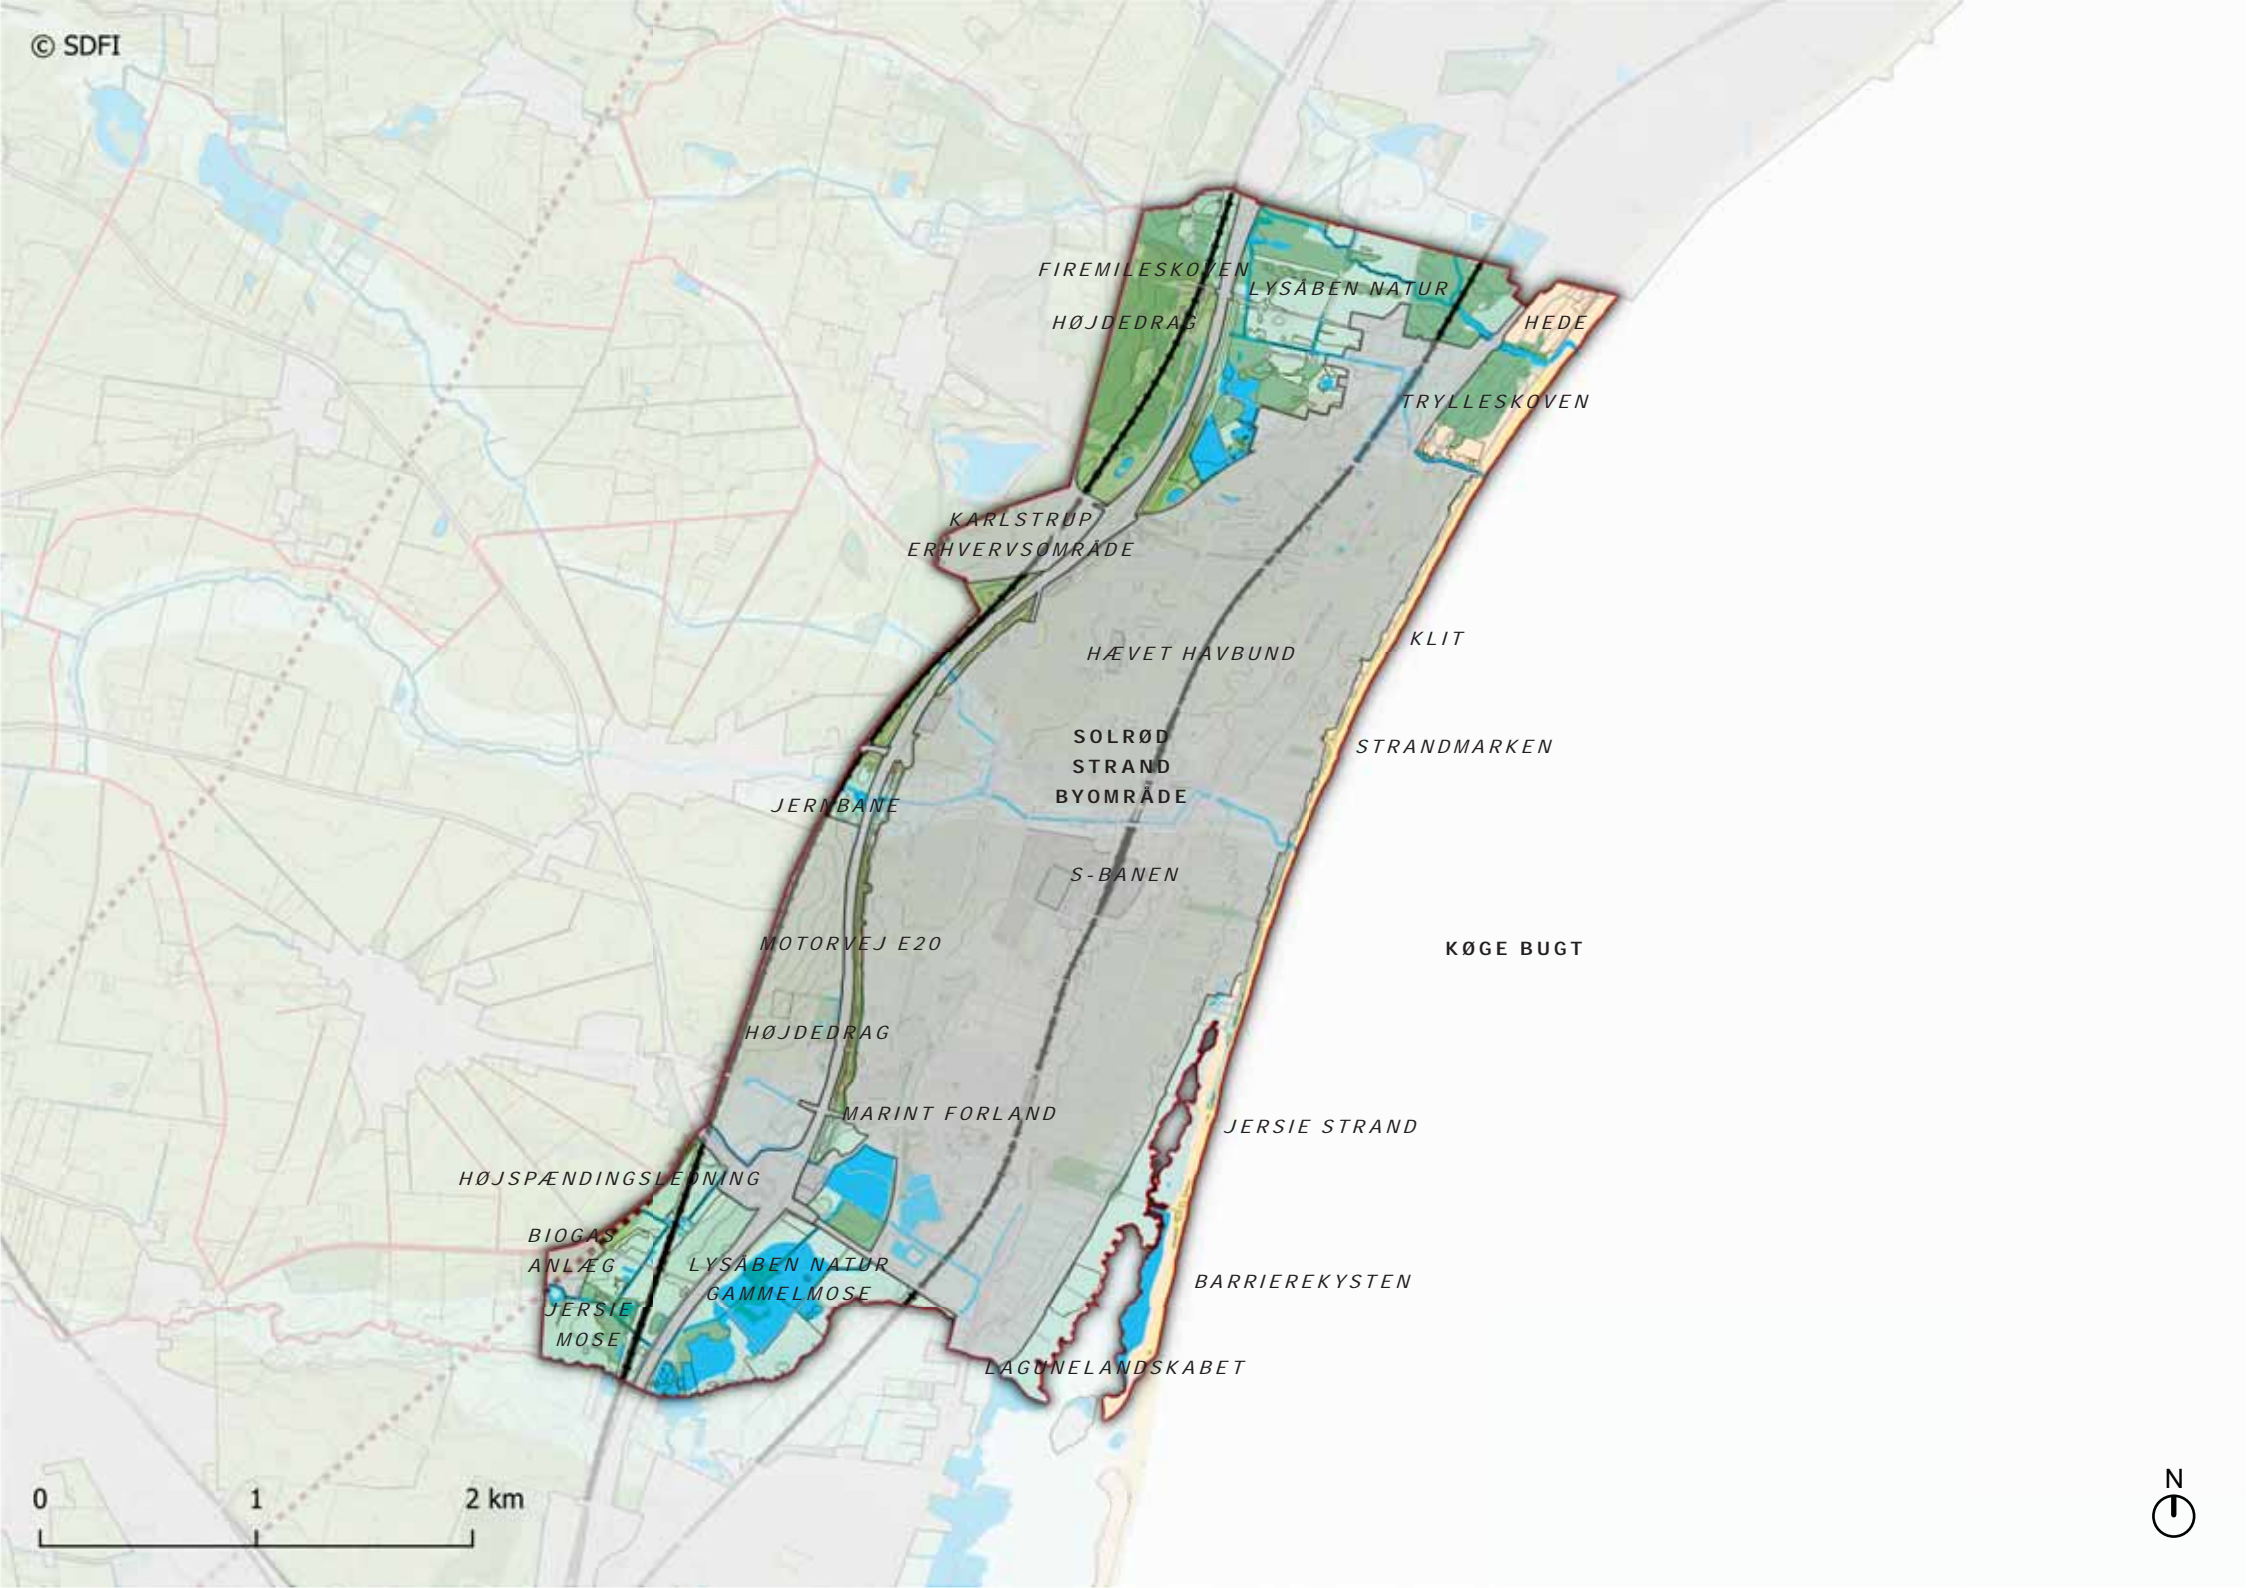 © SDFI
FIREMILESKOVEN
LYSÅBEN NATUR
HØJDEDRAG
HEDE
TRYLLESKOVEN
KARLSTRUP
ERHVERVSOMRÅDE
KLIT
HÆVET HAVBUND
SOLRØD
STRAND
BYOMRÅDE
STRANDMARKEN
JERNBANE
S-BANEN
MOTORVEJ E20
KØGE BUGT
HØJDEDRAG
MARINT FORLAND
JERSIE STRAND
HØJSPÆNDINGSLEDNING
BIOGAS
ANLÆG
LYSÅBEN NATUR
GAMMELMOSE
BARRIEREKYSTEN
JERSIE
MOSE
LAGUNELANDSKABET
0 1 2 km
N